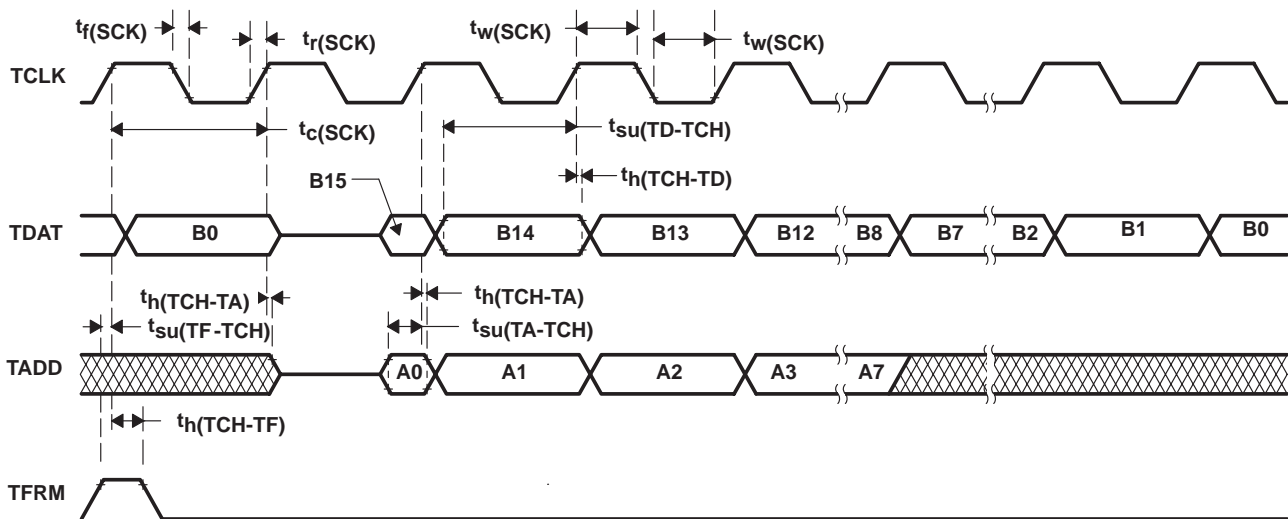 tf(SCK)
tr(SCK)
tw(SCK)
tw(SCK)
TCLK
tc(SCK)
tsu(TD-TCH)
B15
th(TCH-TD)
TDAT
B0 B14 B13 B12 B8 B7 B2 B1 B0
th(TCH-TA)
th(TCH-TA)
tsu(TF-TCH)
tsu(TA-TCH)
TADD
A0 A1 A2 A3 A7
th(TCH-TF)
TFRM